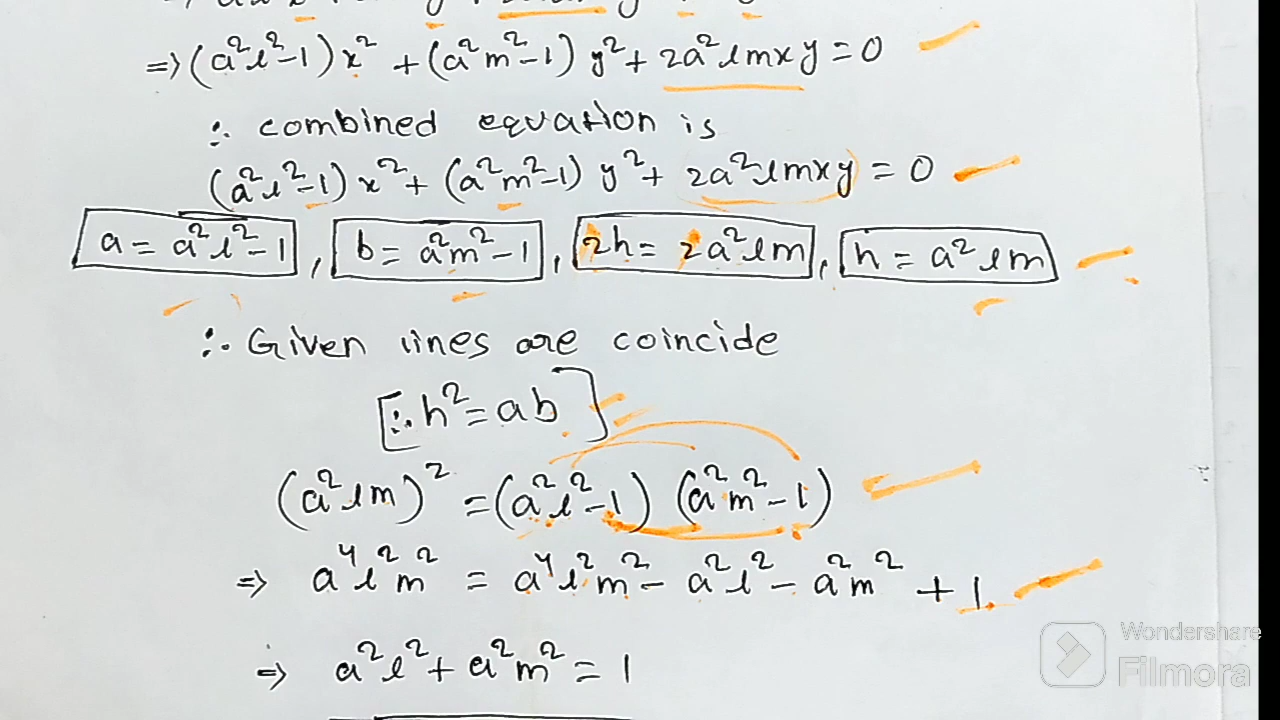 ⇒ (a²l²-1) x² + (a²m²-1) y² + 2a²lmxy = 0
∴ combined equation is
(a²l²-1) x² + (a²m²-1) y² + 2a²lmxy = 0
a = a²l²-1, b = a²m²-1, 2h = 2a²lm, h = a²lm
∴ Given lines are coincide
[∴ h² = ab]
(a²lm)² = (a²l²-1) (a²m²-1)
⇒ a⁴l²m² = a⁴l²m² - a²l² - a²m² + 1
⇒ a²l² + a²m² = 1
Wondershare
Filmora